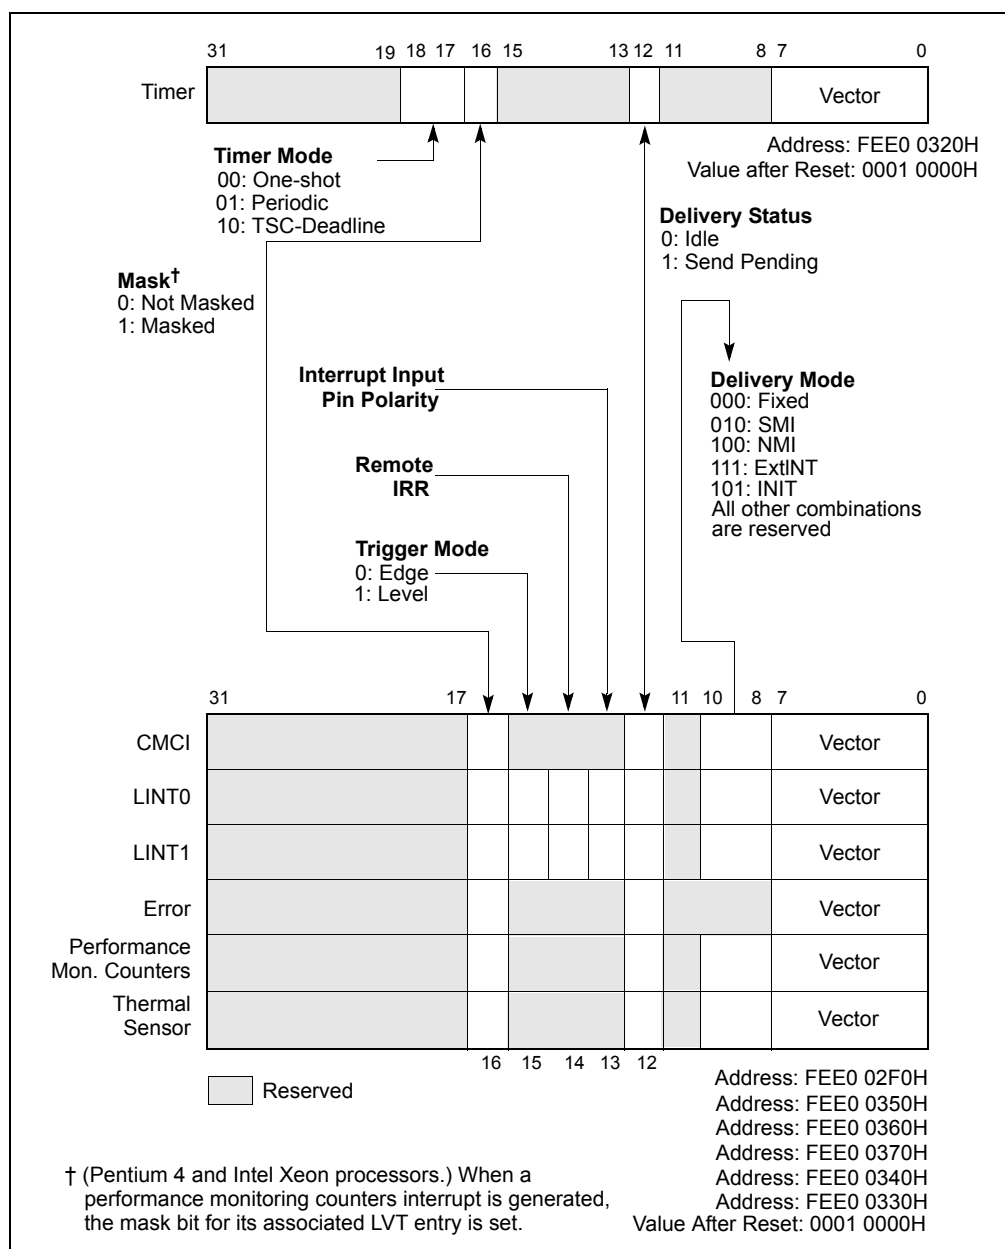 31 19 18 17 16 15 13 12 11 8 7 0
Timer Vector
Address: FEE0 0320H
Value after Reset: 0001 0000H
Timer Mode
00: One-shot
01: Periodic
10: TSC-Deadline
Delivery Status
0: Idle
1: Send Pending
Mask†
0: Not Masked
1: Masked
Interrupt Input
Pin Polarity
Delivery Mode
000: Fixed
010: SMI
100: NMI
111: ExtINT
101: INIT
All other combinations
are reserved
Remote
IRR
Trigger Mode
0: Edge
1: Level
31 17 11 10 8 7 0
CMCI Vector
LINT0 Vector
LINT1 Vector
Error Vector
Performance
Mon. Counters Vector
Thermal
Sensor Vector
16 15 14 13 12
Reserved
Address: FEE0 02F0H
Address: FEE0 0350H
Address: FEE0 0360H
Address: FEE0 0370H
Address: FEE0 0340H
Address: FEE0 0330H
Value After Reset: 0001 0000H
† (Pentium 4 and Intel Xeon processors.) When a
performance monitoring counters interrupt is generated,
the mask bit for its associated LVT entry is set.